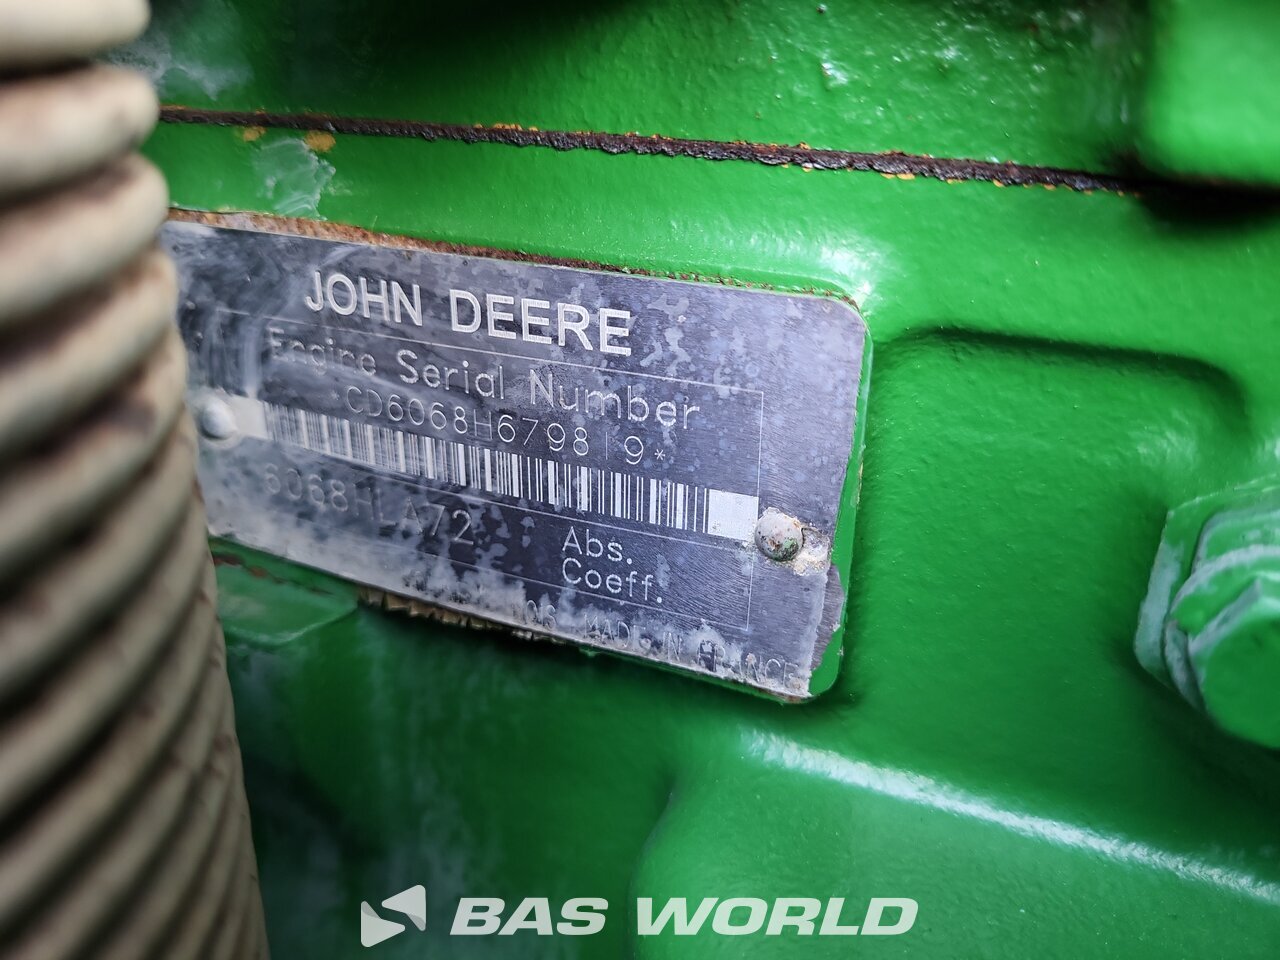 JOHN DEERE
Engine Serial Number
CD6068H679819*
6068HLA72
Abs.
Coeff.
MADE IN FRANCE
BAS WORLD